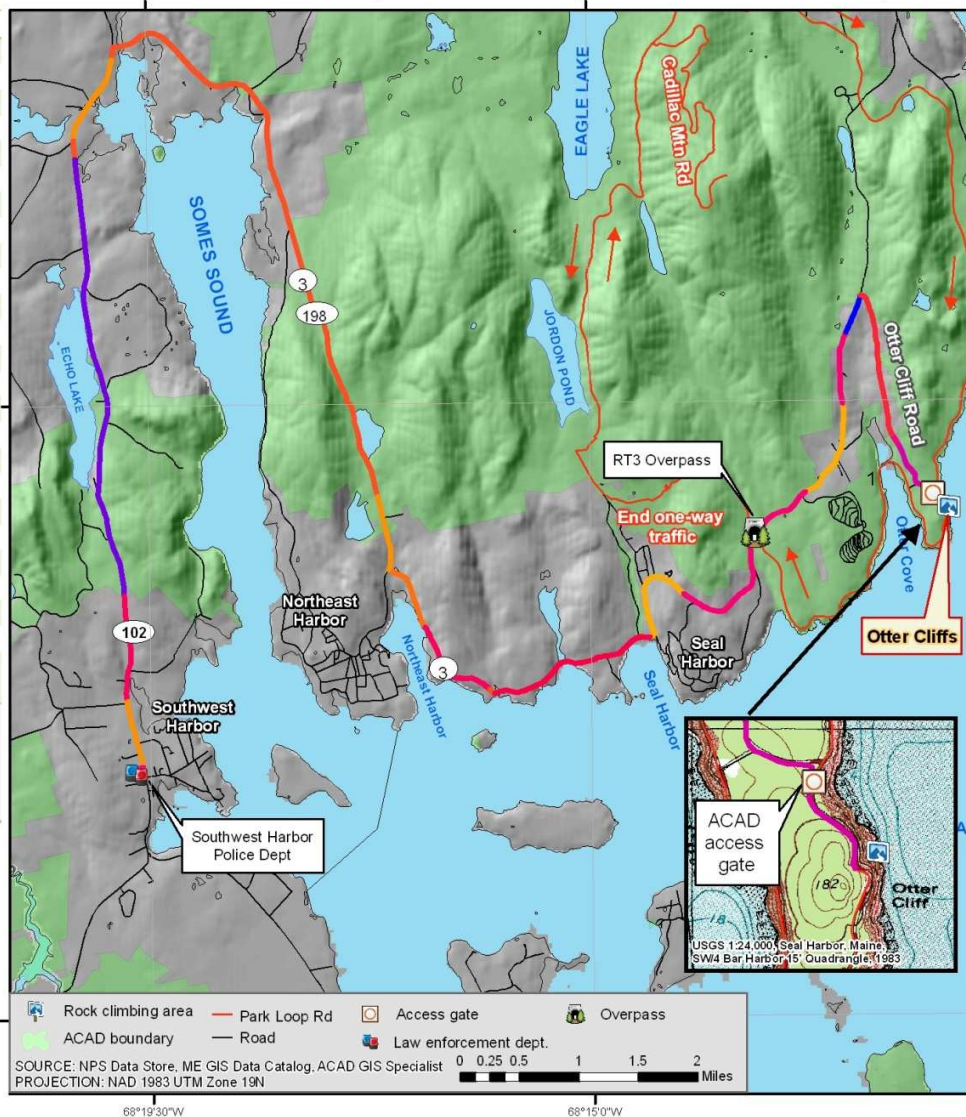 EAGLE LAKE
Cadillac Mtn Rd
SOMES SOUND
3
198
ECHO LAKE
JORDON POND
Otter Cliff Road
RT3 Overpass
End one-way
traffic
Otter Cove
Otter Cliffs
Northeast
Harbor
102
Northeast Harbor
3
Seal
Harbor
Seal Harbor
Southwest
Harbor
Southwest Harbor
Police Dept
ACAD
access
gate
182
18
Otter
Cliff
USGS 1:24,000, Seal Harbor, Maine,
SW/4 Bar Harbor 15' Quadrangle, 1983
A
Rock climbing area
Park Loop Rd
Access gate
Overpass
ACAD boundary
Road
Law enforcement dept.
SOURCE: NPS Data Store, ME GIS Data Catalog, ACAD GIS Specialist
PROJECTION: NAD 1983 UTM Zone 19N
0 0.25 0.5 1 1.5 2
Miles
68°19'30"W
68°15'0"W